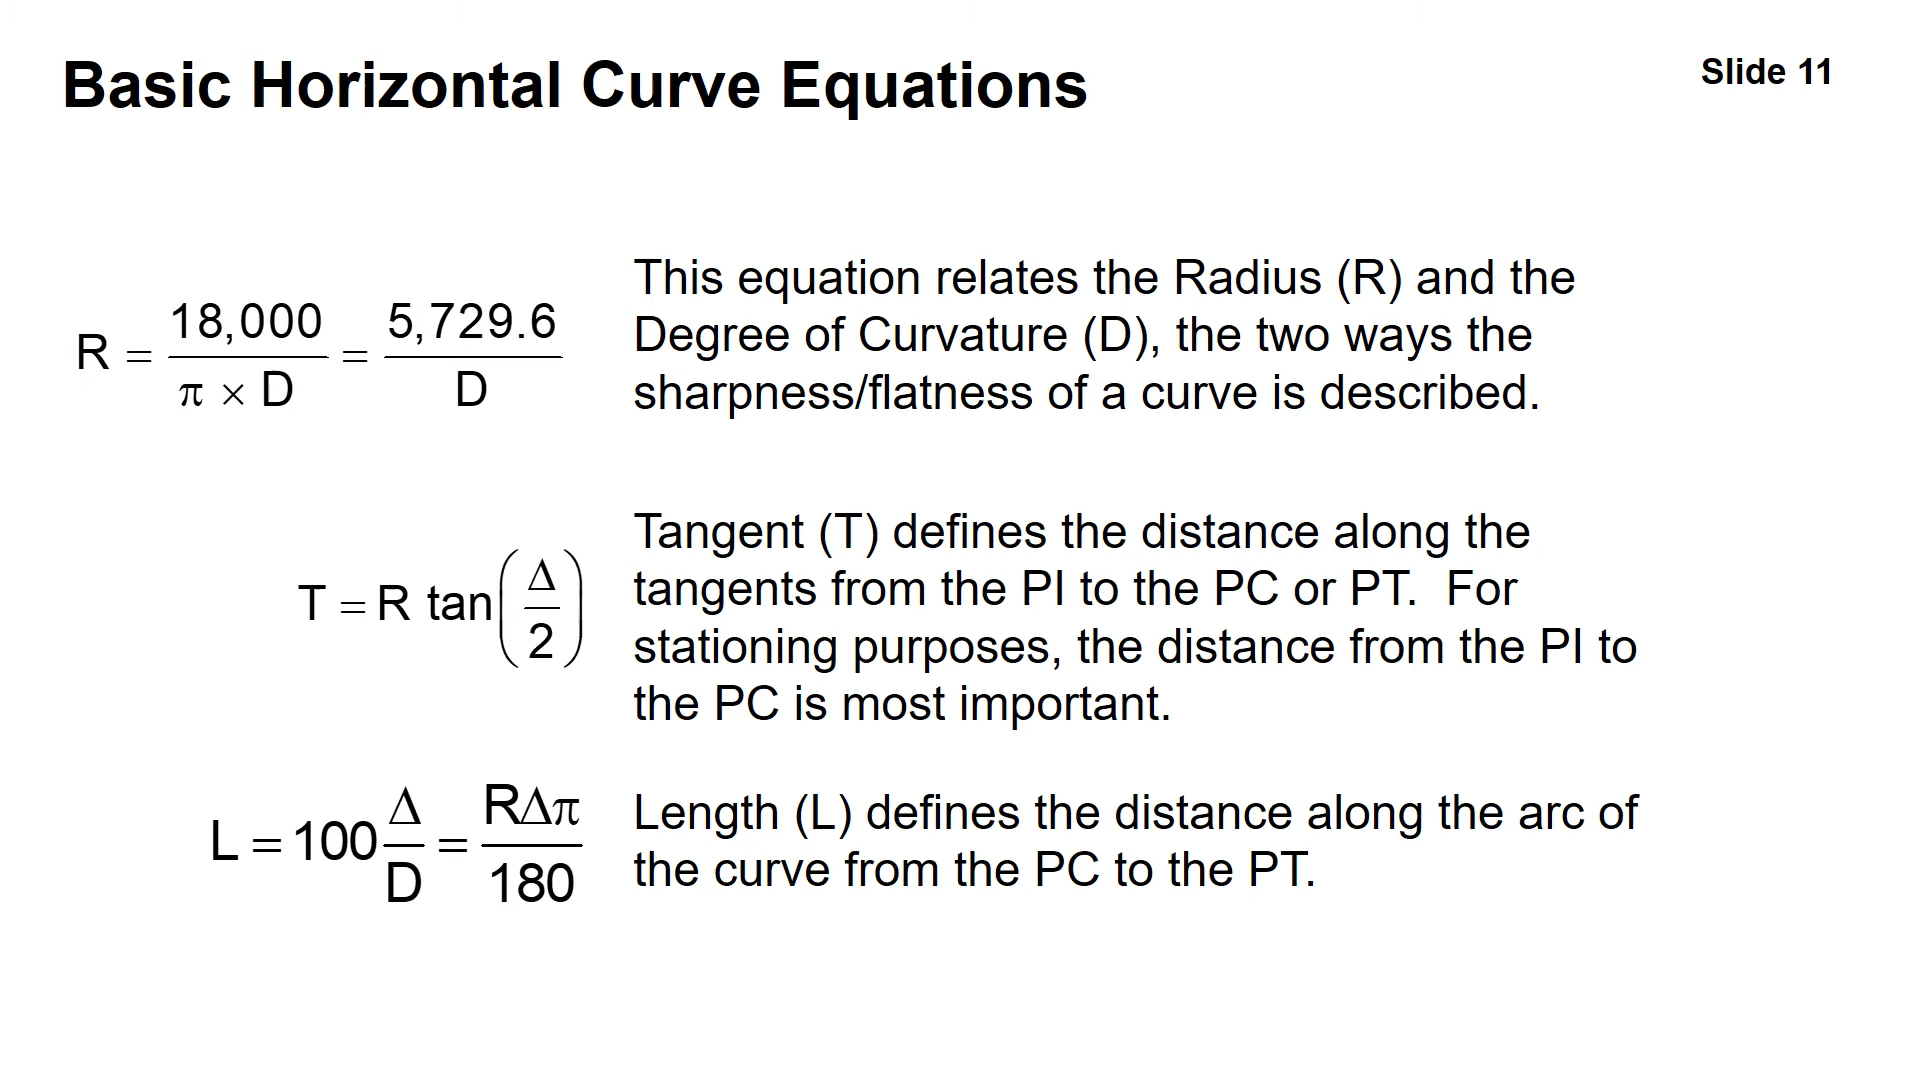 Basic Horizontal Curve Equations
Slide 11
R = 18,000 / π × D = 5,729.6 / D
This equation relates the Radius (R) and the
Degree of Curvature (D), the two ways the
sharpness/flatness of a curve is described.
T = R tan(Δ/2)
Tangent (T) defines the distance along the
tangents from the PI to the PC or PT.  For
stationing purposes, the distance from the PI to
the PC is most important.
L = 100 Δ/D = RΔπ/180
Length (L) defines the distance along the arc of
the curve from the PC to the PT.